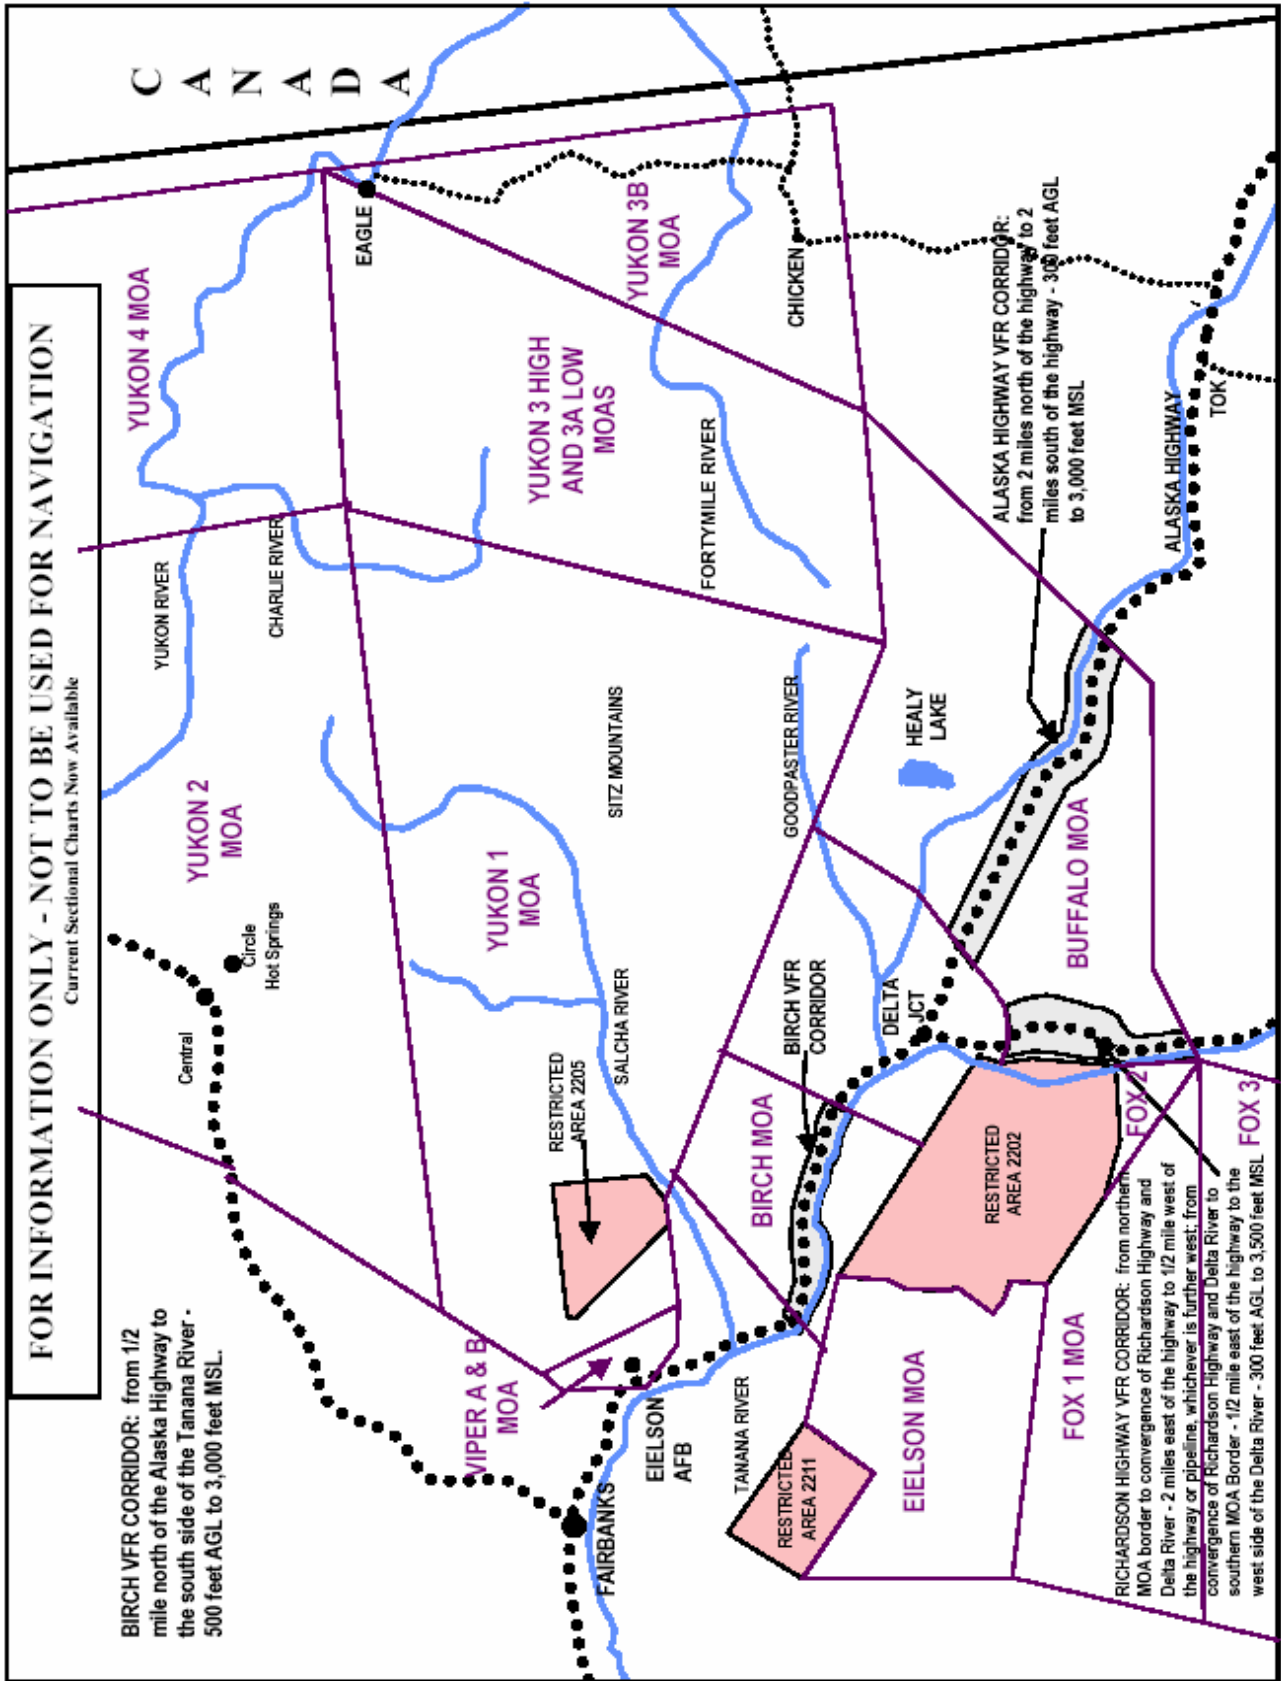 FOR INFORMATION ONLY - NOT TO BE USED FOR NAVIGATION
Current Sectional Charts Now Available
BIRCH VFR CORRIDOR: from 1/2
mile north of the Alaska Highway to
the south side of the Tanana River -
500 feet AGL to 3,000 feet MSL.
C
A
N
A
D
A
YUKON 4 MOA
YUKON RIVER
YUKON 2
MOA
Central
Circle
Hot Springs
CHARLIE RIVER
EAGLE
YUKON 3 HIGH
AND 3A LOW
MOAS
YUKON 3B
MOA
YUKON 1
MOA
SITZ MOUNTAINS
FORTYMILE RIVER
CHICKEN
VIPER A & B
MOA
RESTRICTED
AREA 2205
SALCHA RIVER
FAIRBANKS
EIELSON
AFB
TANANA RIVER
BIRCH MOA
BIRCH VFR
CORRIDOR
GOODPASTER RIVER
HEALY
LAKE
DELTA
JCT
RESTRICTED
AREA 2211
EIELSON MOA
RESTRICTED
AREA 2202
BUFFALO MOA
ALASKA HIGHWAY VFR CORRIDOR:
from 2 miles north of the highway to 2
miles south of the highway - 300 feet AGL
to 3,000 feet MSL
ALASKA HIGHWAY
TOK
FOX 1 MOA
FOX 2
FOX 3
RICHARDSON HIGHWAY VFR CORRIDOR: from northern
MOA border to convergence of Richardson Highway and
Delta River - 2 miles east of the highway to 1/2 mile west of
the highway or pipeline, whichever is further west; from
convergence of Richardson Highway and Delta River to
southern MOA Border - 1/2 mile east of the highway to the
west side of the Delta River - 300 feet AGL to 3,500 feet MSL